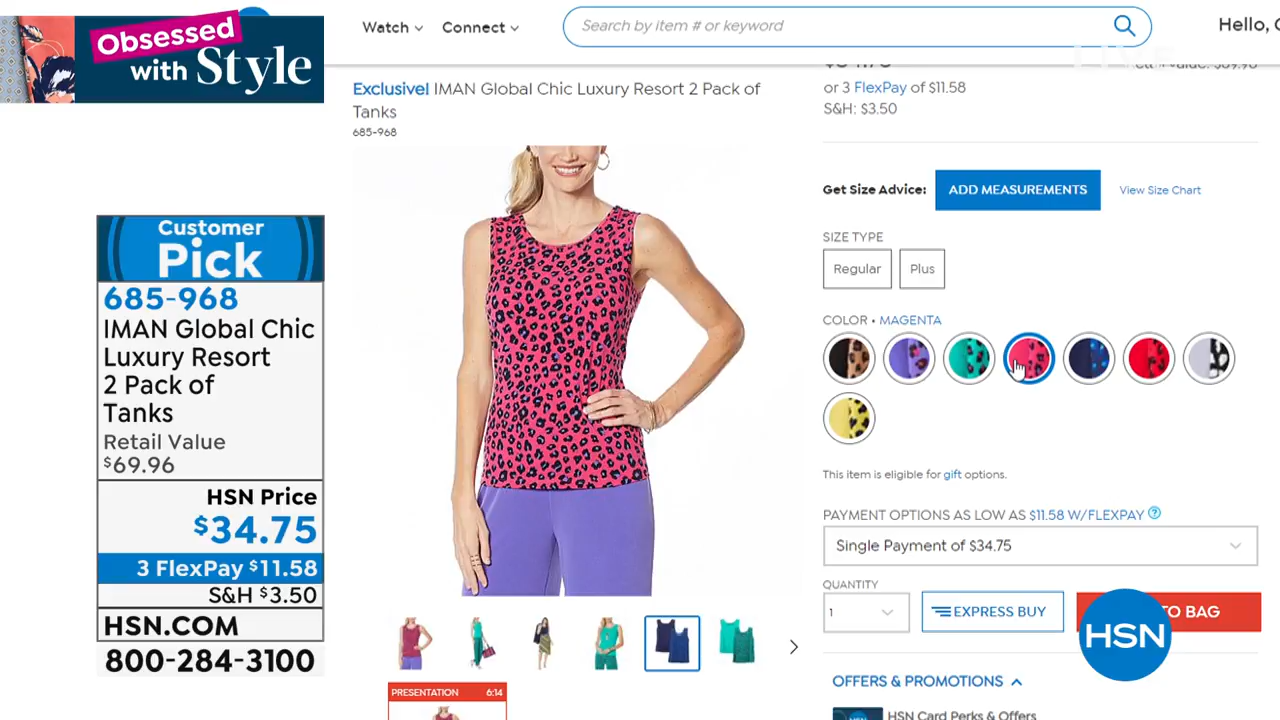 Obsessed
with Style
Customer
Pick
685-968
IMAN Global Chic
Luxury Resort
2 Pack of
Tanks
Retail Value
$69.96
HSN Price
$34.75
3 FlexPay $11.58
S&H $3.50
HSN.COM
800-284-3100
Watch
Connect
Search by item # or keyword
Hello,
Exclusive! IMAN Global Chic Luxury Resort 2 Pack of
Tanks
685-968
PRESENTATION 6:14
$34.75
Value: $69.96
or 3 FlexPay of $11.58
S&H: $3.50
Get Size Advice: ADD MEASUREMENTS View Size Chart
SIZE TYPE
Regular Plus
COLOR • MAGENTA
This item is eligible for gift options.
PAYMENT OPTIONS AS LOW AS $11.58 W/FLEXPAY ?
Single Payment of $34.75
QUANTITY
1
EXPRESS BUY
TO BAG
HSN
OFFERS & PROMOTIONS
HSN Card Perks & Offers